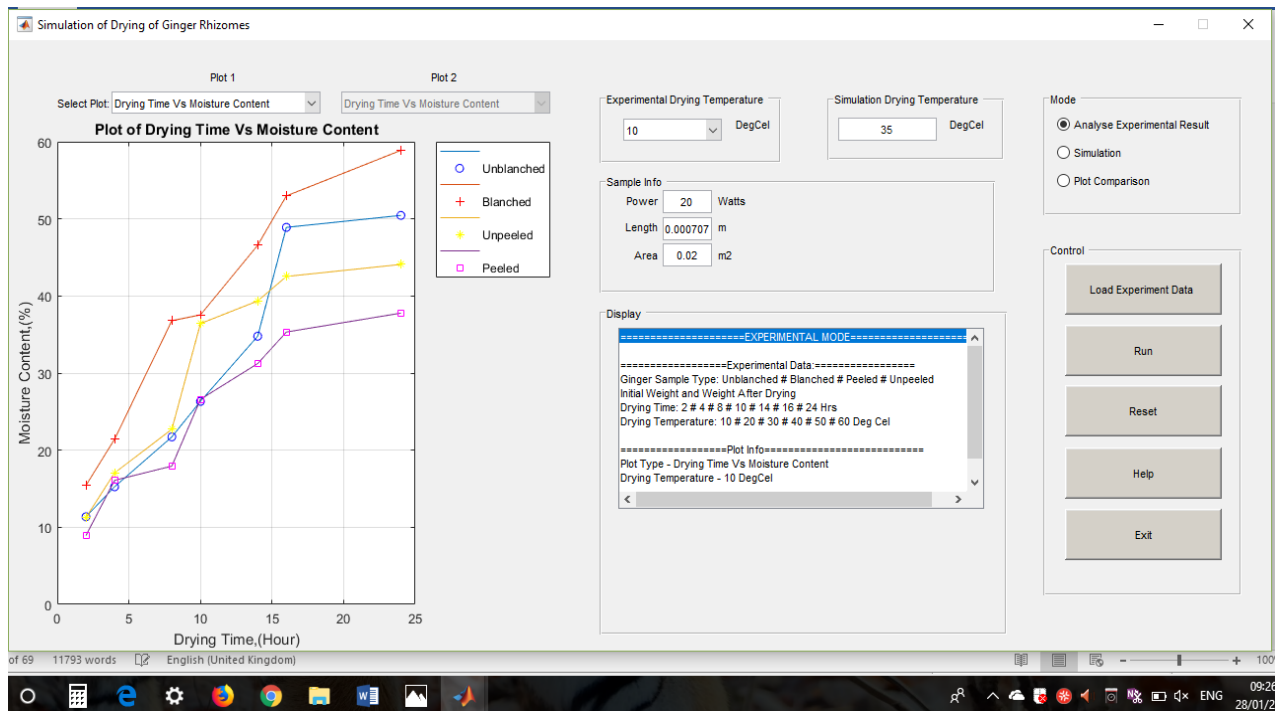 Simulation of Drying of Ginger Rhizomes
Plot 1
Plot 2
Select Plot: Drying Time Vs Moisture Content
Drying Time Vs Moisture Content
Plot of Drying Time Vs Moisture Content
60
50
40
30
20
10
0
0 5 10 15 20 25
Moisture Content,(%)
Drying Time,(Hour)
Unblanched
Blanched
Unpeeled
Peeled
Experimental Drying Temperature
10 DegCel
Simulation Drying Temperature
35 DegCel
Sample Info
Power 20 Watts
Length 0.000707 m
Area 0.02 m2
Display
=====================EXPERIMENTAL MODE====================
==================Experimental Data:=================
Ginger Sample Type: Unblanched # Blanched # Peeled # Unpeeled
Initial Weight and Weight After Drying
Drying Time: 2 # 4 # 8 # 10 # 14 # 16 # 24 Hrs
Drying Temperature: 10 # 20 # 30 # 40 # 50 # 60 Deg Cel
==================Plot Info===========================
Plot Type - Drying Time Vs Moisture Content
Drying Temperature - 10 DegCel
Mode
Analyse Experimental Result
Simulation
Plot Comparison
Control
Load Experiment Data
Run
Reset
Help
Exit
of 69 11793 words English (United Kingdom)
100
ENG
09:26
28/01/2